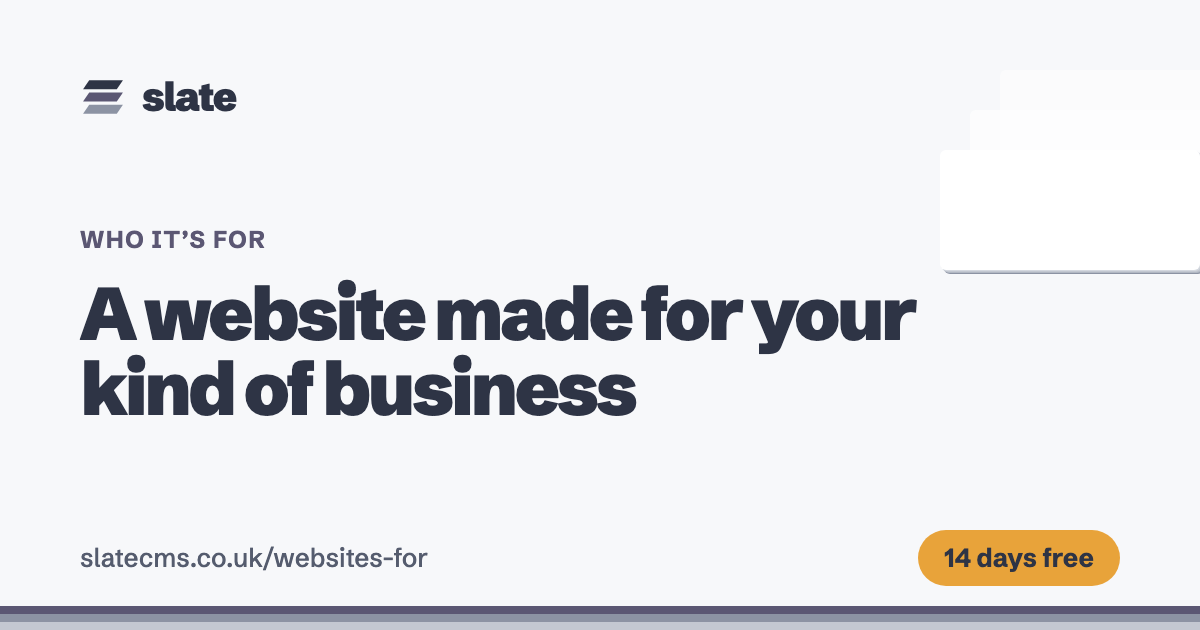 slate
WHO IT’S FOR
A website made for your
kind of business
slatecms.co.uk/websites-for
14 days free